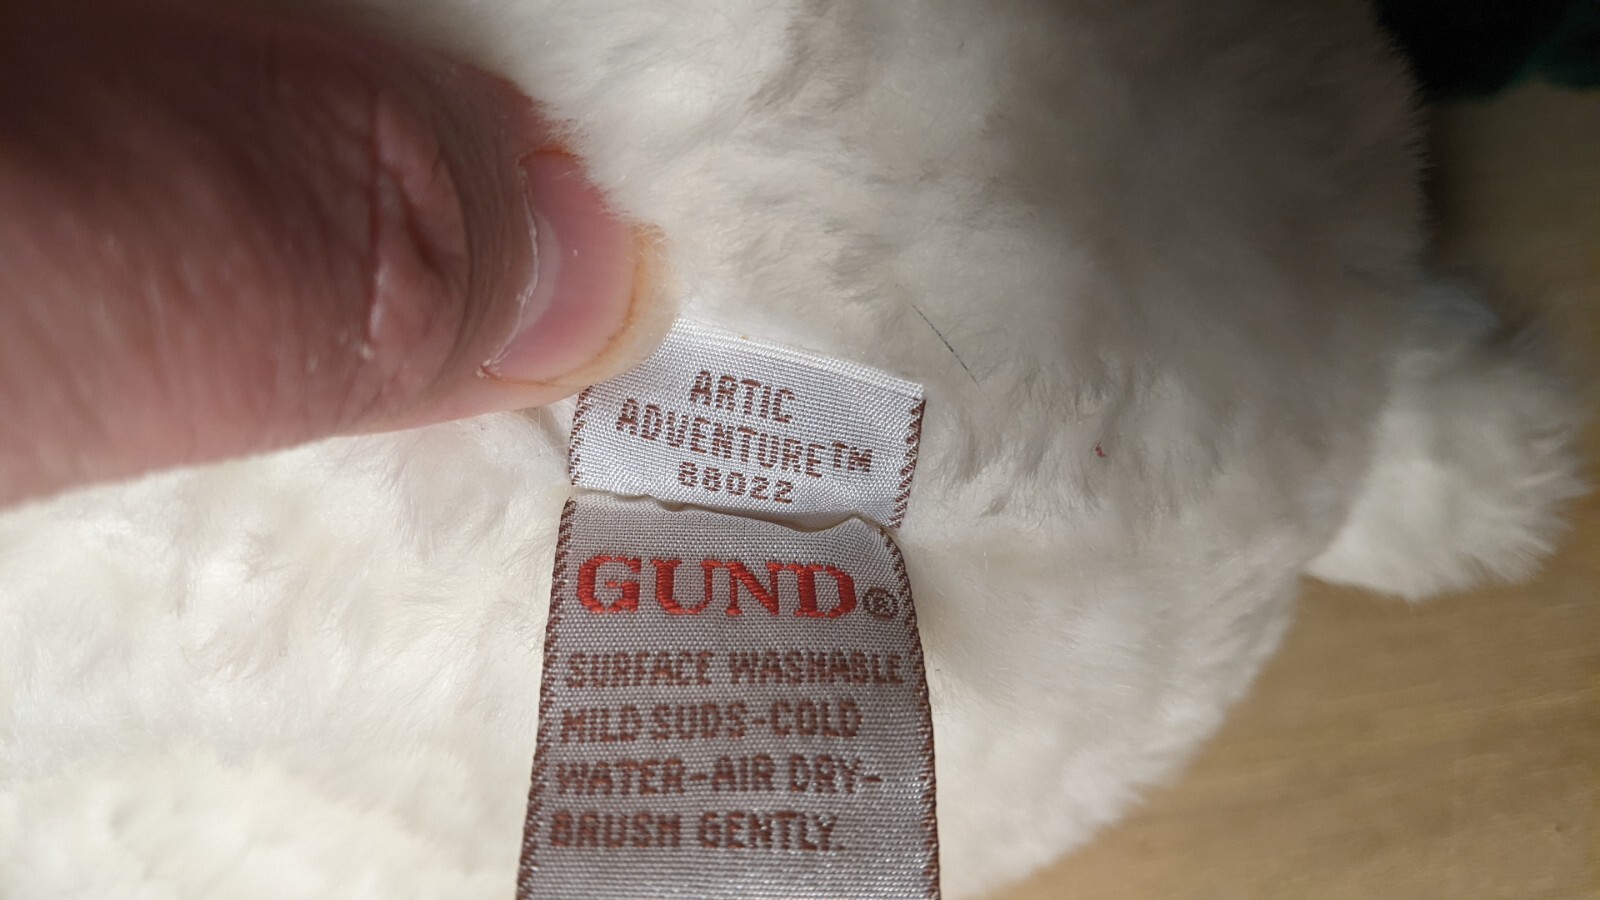 ARTIC
ADVENTURE™
88022
GUND®
SURFACE WASHABLE
MILD SUDS-COLD
WATER-AIR DRY-
BRUSH GENTLY.